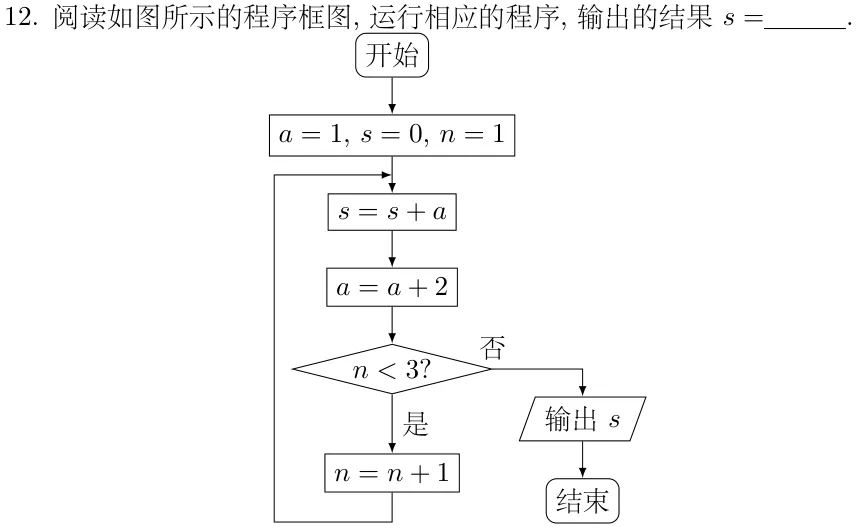 12. 阅读如图所示的程序框图, 运行相应的程序, 输出的结果 s =______.
开始
a = 1, s = 0, n = 1
s = s + a
a = a + 2
否
n < 3?
输出 s
是
n = n + 1
结束